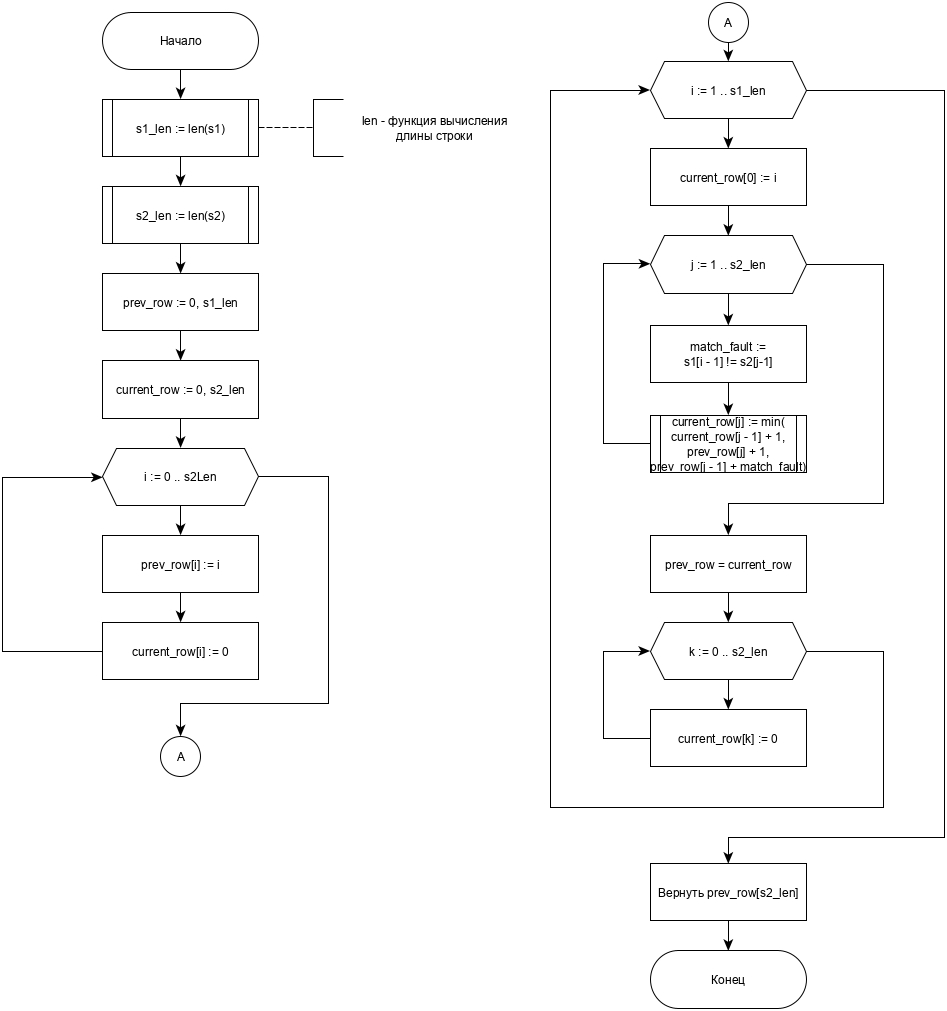 Начало
s1_len := len(s1)
len - функция вычисления
длины строки
s2_len := len(s2)
prev_row := 0, s1_len
current_row := 0, s2_len
i := 0 .. s2Len
prev_row[i] := i
current_row[i] := 0
A
A
i := 1 .. s1_len
current_row[0] := i
j := 1 .. s2_len
match_fault :=
s1[i - 1] != s2[j-1]
current_row[j] := min(
current_row[j - 1] + 1,
prev_row[j] + 1,
prev_row[j - 1] + match_fault)
prev_row = current_row
k := 0 .. s2_len
current_row[k] := 0
Вернуть prev_row[s2_len]
Конец